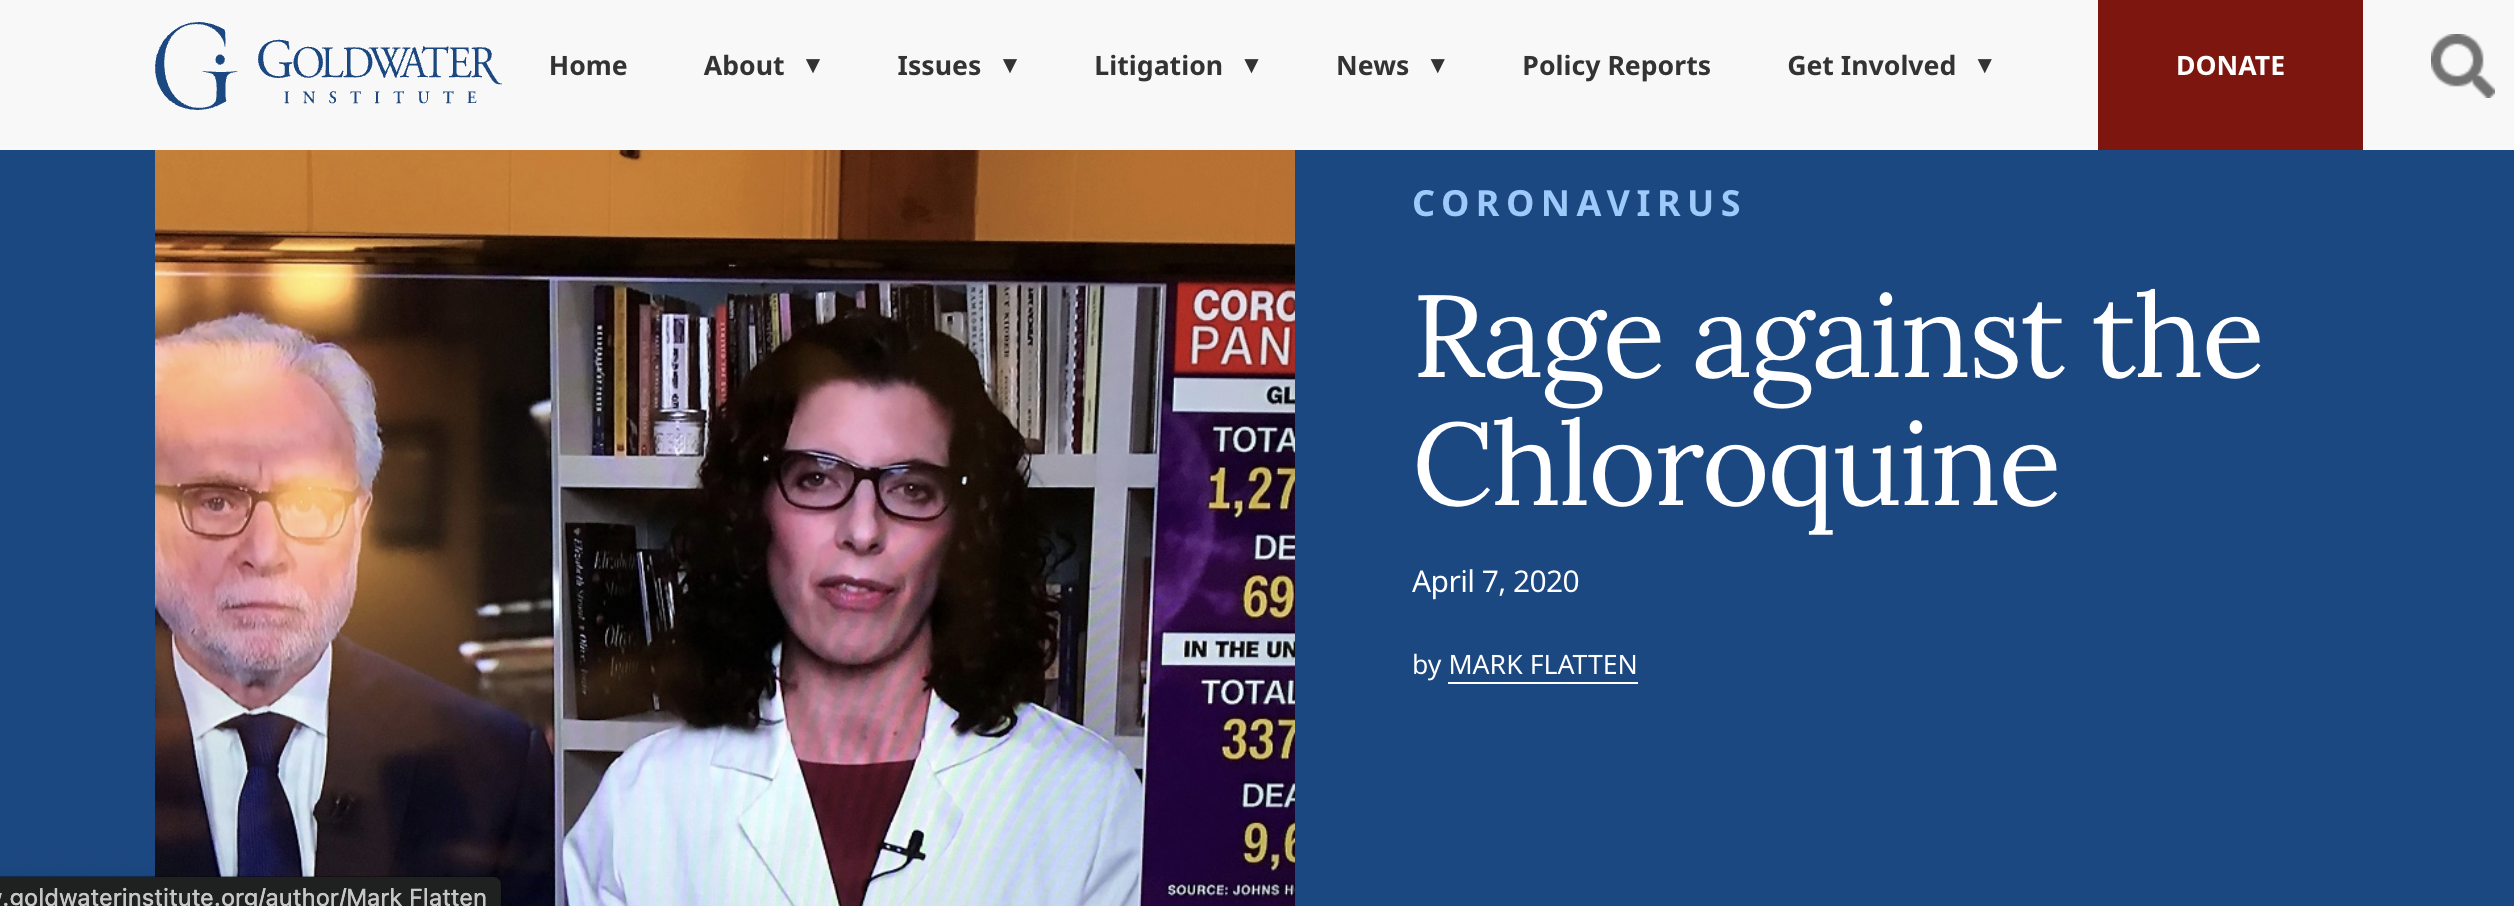 GOLDWATER
INSTITUTE
Home
About ▼
Issues ▼
Litigation ▼
News ▼
Policy Reports
Get Involved ▼
DONATE
CORONAVIRUS
Rage against the
Chloroquine
April 7, 2020
by MARK FLATTEN
CORO
PAN
GL
TOTA
1,27
DE
69
IN THE UN
TOTAL
337
DEA
9,6
SOURCE: JOHNS H
.goldwaterinstitute.org/author/Mark Flatten